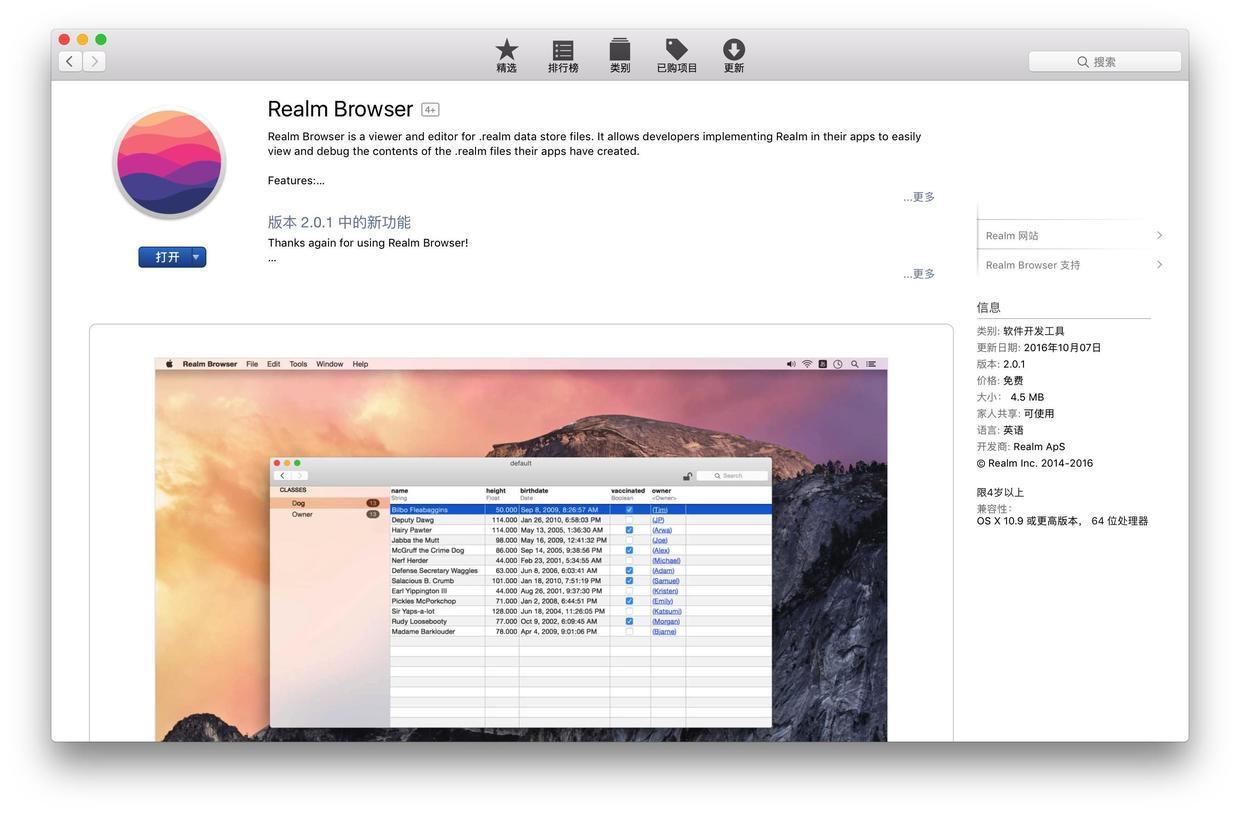 精选
排行榜
类别
已购项目
更新
搜索
Realm Browser 4+
Realm Browser is a viewer and editor for .realm data store files. It allows developers implementing Realm in their apps to easily
view and debug the contents of the .realm files their apps have created.
Features:...
...更多
版本 2.0.1 中的新功能
Thanks again for using Realm Browser!
...
...更多
打开
Realm 网站
Realm Browser 支持
信息
类别: 软件开发工具
更新日期: 2016年10月07日
版本: 2.0.1
价格: 免费
大小: 4.5 MB
家人共享: 可使用
语言: 英语
开发商: Realm ApS
© Realm Inc. 2014-2016
限4岁以上
兼容性:
OS X 10.9 或更高版本, 64 位处理器
Realm Browser File Edit Tools Window Help
default
Search
CLASSES
Dog 13
Owner 13
name height birthdate vaccinated owner
String Float Date Boolean <Owner>
Bilbo Fleabaggins 50.000 Sep 8, 2009, 8:26:57 AM (Tim)
Deputy Dawg 114.000 Jan 26, 2010, 6:58:03 PM (JP)
Hairy Pawter 114.000 May 13, 2005, 1:36:30 AM (Arwa)
Jabba the Mutt 98.000 May 16, 2009, 12:41:32 PM (Joe)
McGruff the Crime Dog 86.000 Sep 14, 2005, 9:38:56 PM (Alex)
Nerf Herder 44.000 Feb 23, 2001, 5:34:55 AM (Michael)
Defense Secretary Waggles 63.000 Jun 8, 2006, 6:03:41 AM (Adam)
Salacious B. Crumb 101.000 Jan 18, 2010, 7:51:19 PM (Samuel)
Earl Yippington III 44.000 Aug 26, 2001, 9:37:30 PM (Kristen)
Pickles McPorkchop 71.000 Jan 2, 2008, 6:44:51 PM (Emily)
Sir Yaps-a-lot 128.000 Jun 18, 2004, 11:26:05 PM (Katsumi)
Rudy Loosebooty 77.000 Oct 9, 2002, 6:09:45 AM (Morgan)
Madame Barklouder 78.000 Apr 4, 2009, 9:01:06 PM (Bjarne)